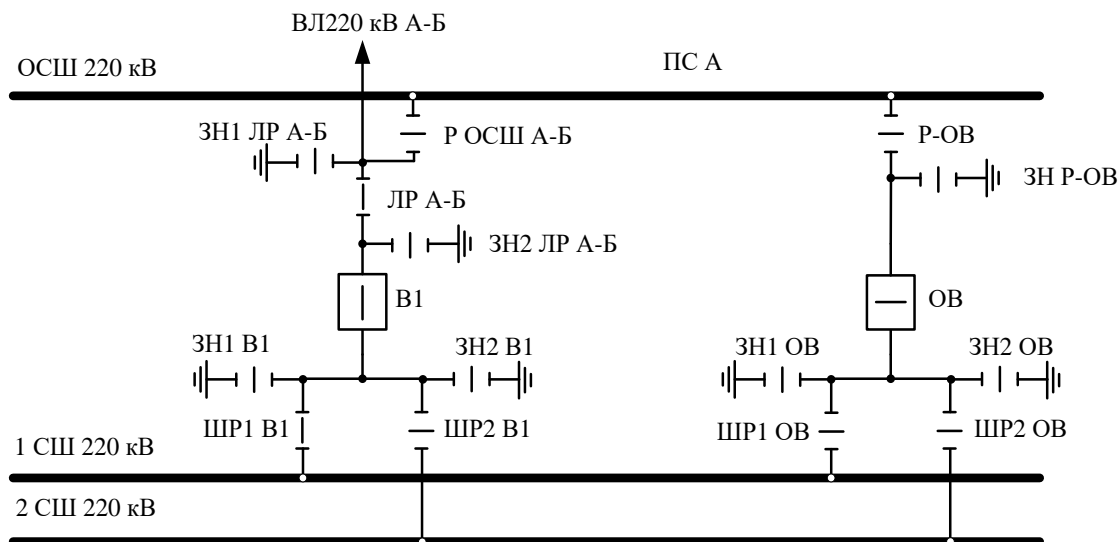 ВЛ220 кВ А-Б
ОСШ 220 кВ
ПС А
ЗН1 ЛР А-Б
Р ОСШ А-Б
Р-ОВ
ЗН Р-ОВ
ЛР А-Б
ЗН2 ЛР А-Б
В1
ОВ
ЗН1 В1
ЗН2 В1
ЗН1 ОВ
ЗН2 ОВ
ШР1 В1
ШР2 В1
ШР1 ОВ
ШР2 ОВ
1 СШ 220 кВ
2 СШ 220 кВ